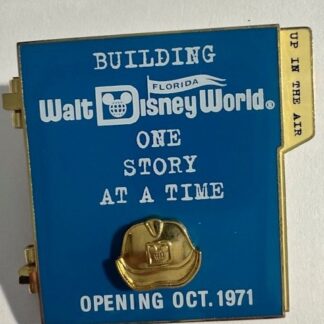 BUILDING
FLORIDA
Walt Disney World®
ONE
STORY
AT A TIME
OPENING OCT. 1971
UP IN THE AIR